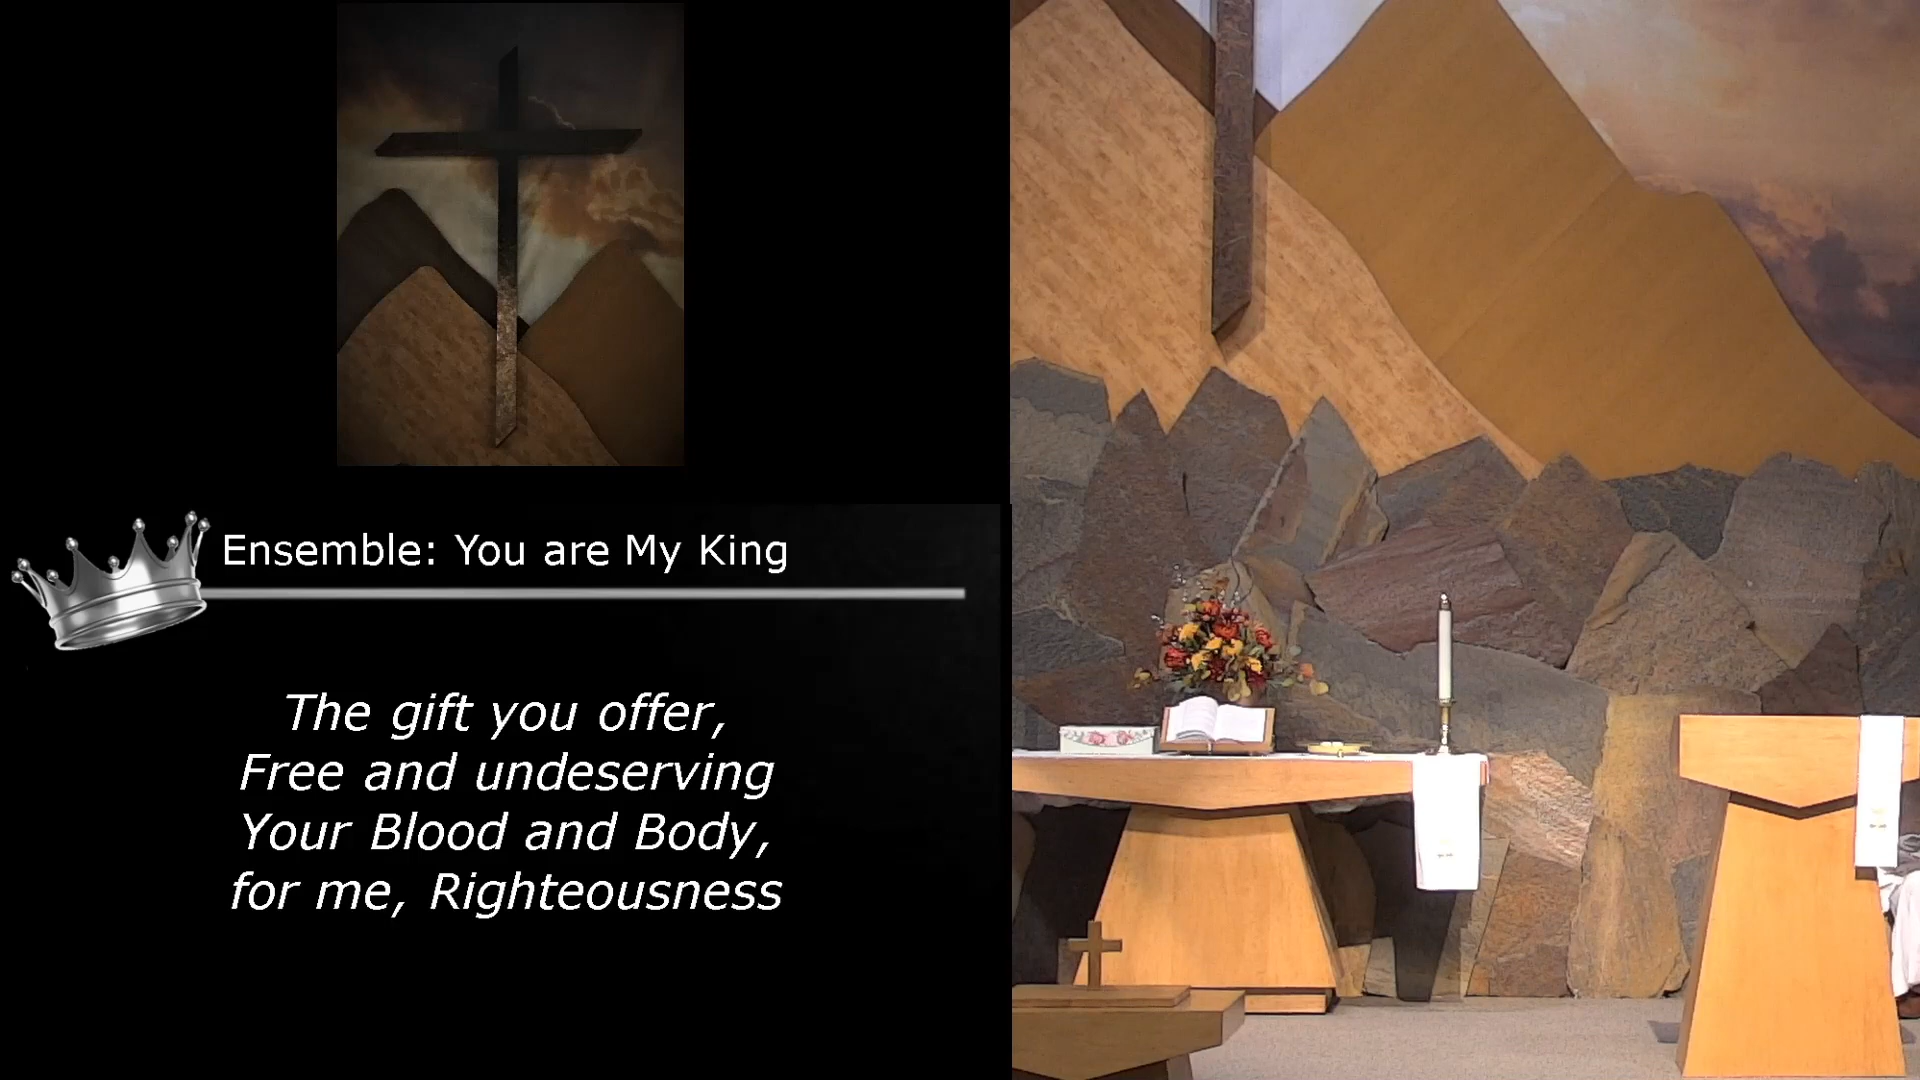 Ensemble: You are My King
The gift you offer,
Free and undeserving
Your Blood and Body,
for me, Righteousness